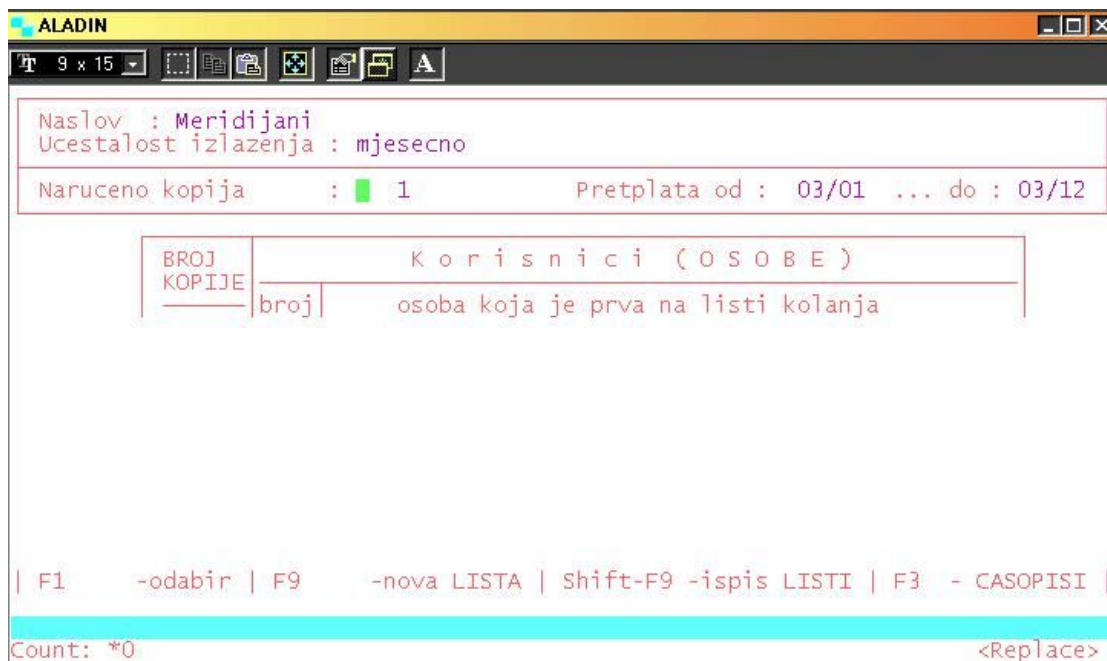 ALADIN
9 x 15 A
Naslov : Meridijani
Ucestalost izlazenja : mjesecno
Naruceno kopija : 1 Pretplata od : 03/01 ... do : 03/12
BROJ KOPIJE
K o r i s n i c i ( O S O B E )
broj osoba koja je prva na listi kolanja
| F1 -odabir | F9 -nova LISTA | Shift-F9 -ispis LISTI | F3 - CASOPISI |
Count: *0 <Replace>